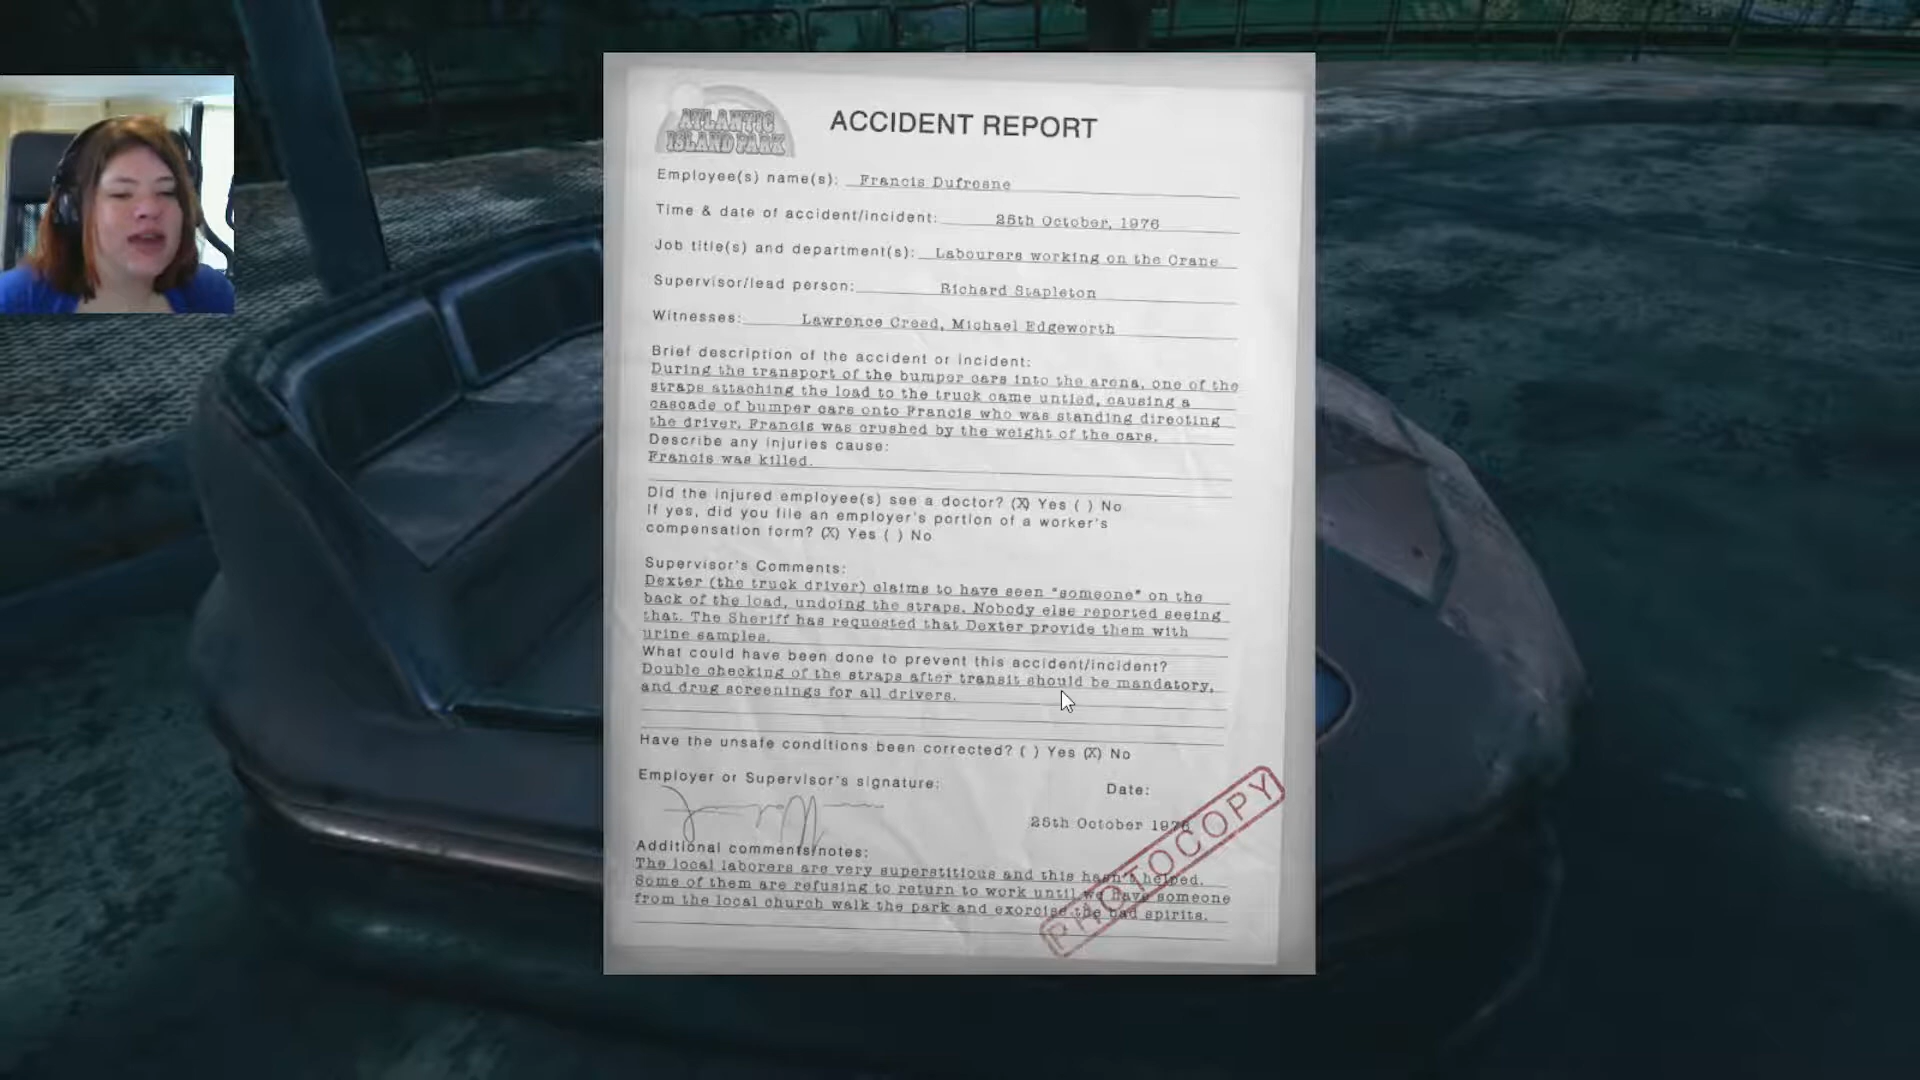 ATLANTIC
ISLAND PARK
ACCIDENT REPORT
Employee(s) name(s): Francis Dufresne
Time & date of accident/incident: 25th October, 1976
Job title(s) and department(s): Labourers working on the Crane
Supervisor/lead person: Richard Stapleton
Witnesses: Lawrence Creed, Michael Edgeworth
Brief description of the accident or incident:
During the transport of the bumper cars into the arena, one of the
straps attaching the load to the truck came untied, causing a
cascade of bumper cars onto Francis who was standing directing
the driver. Francis was crushed by the weight of the cars.
Describe any injuries cause:
Francis was killed.
Did the injured employee(s) see a doctor? (X) Yes ( ) No
If yes, did you file an employer's portion of a worker's
compensation form? (X) Yes ( ) No
Supervisor's Comments:
Dexter (the truck driver) claims to have seen "someone" on the
back of the load, undoing the straps. Nobody else reported seeing
that. The Sheriff has requested that Dexter provide them with
urine samples.
What could have been done to prevent this accident/incident?
Double checking of the straps after transit should be mandatory,
and drug screenings for all drivers.
Have the unsafe conditions been corrected? ( ) Yes (X) No
Employer or Supervisor's signature:
Date:
25th October 1976
Additional comments/notes:
The local laborers are very superstitious and this hasn't helped.
Some of them are refusing to return to work until we have someone
from the local church walk the park and exorcise the bad spirits.
PHOTOCOPY